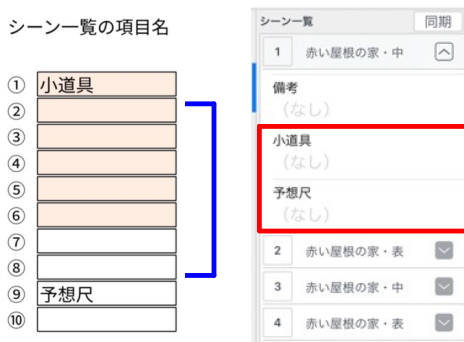 シーン一覧の項目名
① 小道具
②
③
④
⑤
⑥
⑦
⑧
⑨ 予想尺
⑩
シーン一覧 同期
1 赤い屋根の家・中
備考
（なし）
小道具
（なし）
予想尺
（なし）
2 赤い屋根の家・表
3 赤い屋根の家・中
4 赤い屋根の家・表